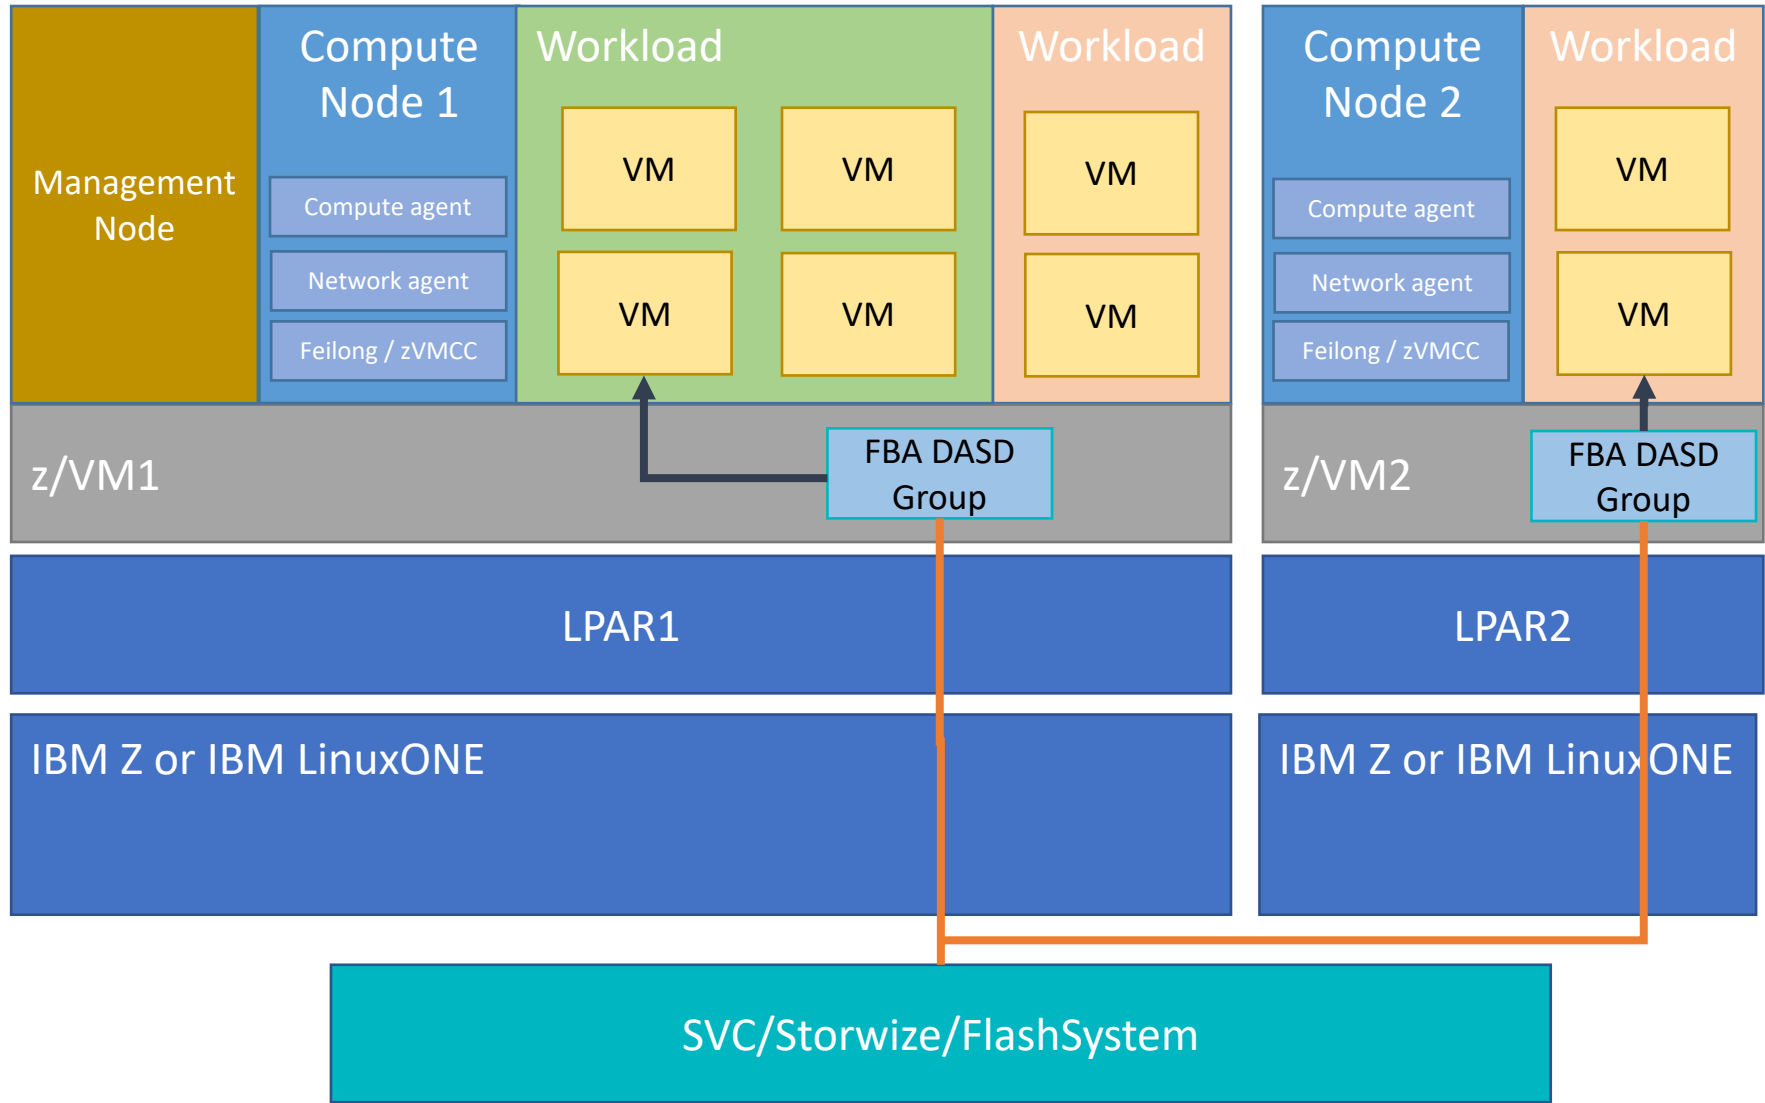 Management
Node
Compute
Node 1
Compute agent
Network agent
Feilong / zVMCC
Workload
VM
VM
VM
VM
Workload
VM
VM
z/VM1
FBA DASD
Group
LPAR1
IBM Z or IBM LinuxONE
Compute
Node 2
Compute agent
Network agent
Feilong / zVMCC
Workload
VM
VM
z/VM2
FBA DASD
Group
LPAR2
IBM Z or IBM LinuxONE
SVC/Storwize/FlashSystem